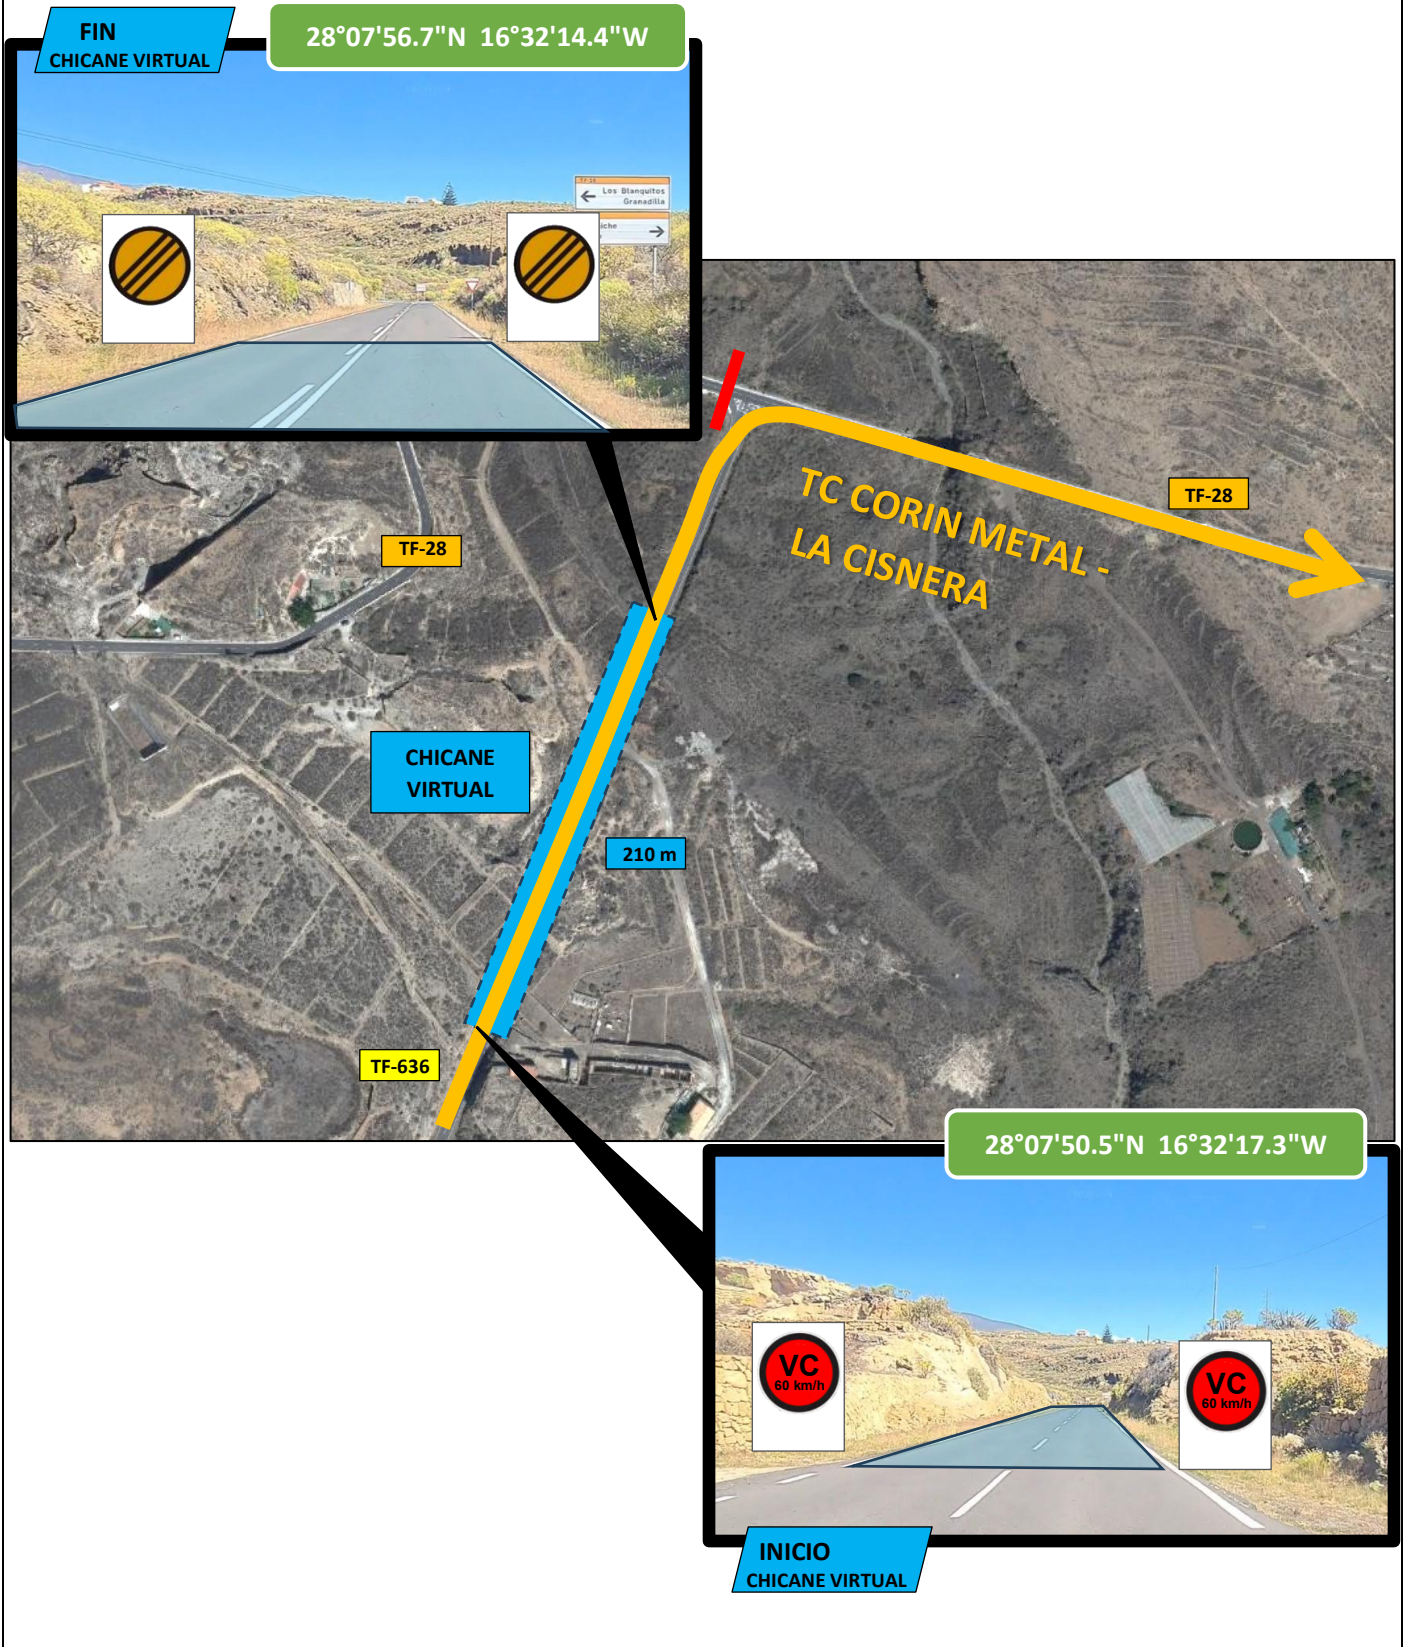 FIN
CHICANE VIRTUAL
28°07'56.7"N 16°32'14.4"W
Los Blanquitos
Granadilla
TC CORIN METAL -
LA CISNERA
TF-28
TF-28
CHICANE
VIRTUAL
210 m
TF-636
28°07'50.5"N 16°32'17.3"W
VC
60 km/h
VC
60 km/h
INICIO
CHICANE VIRTUAL